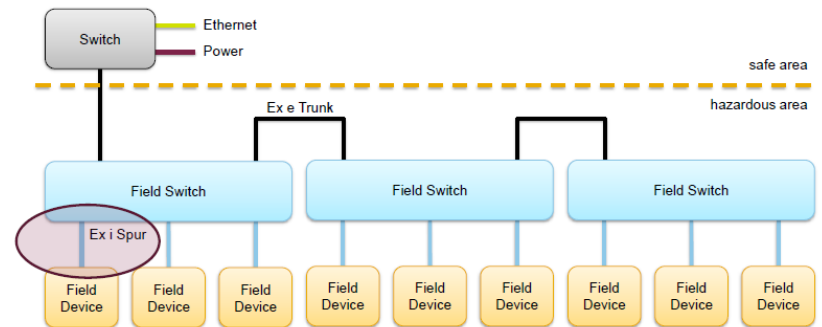 Ethernet
Switch
Power
safe area
hazardous area
Ex e Trunk
Field Switch
Field Switch
Field Switch
Ex i Spur
Field
Device
Field
Device
Field
Device
Field
Device
Field
Device
Field
Device
Field
Device
Field
Device
Field
Device